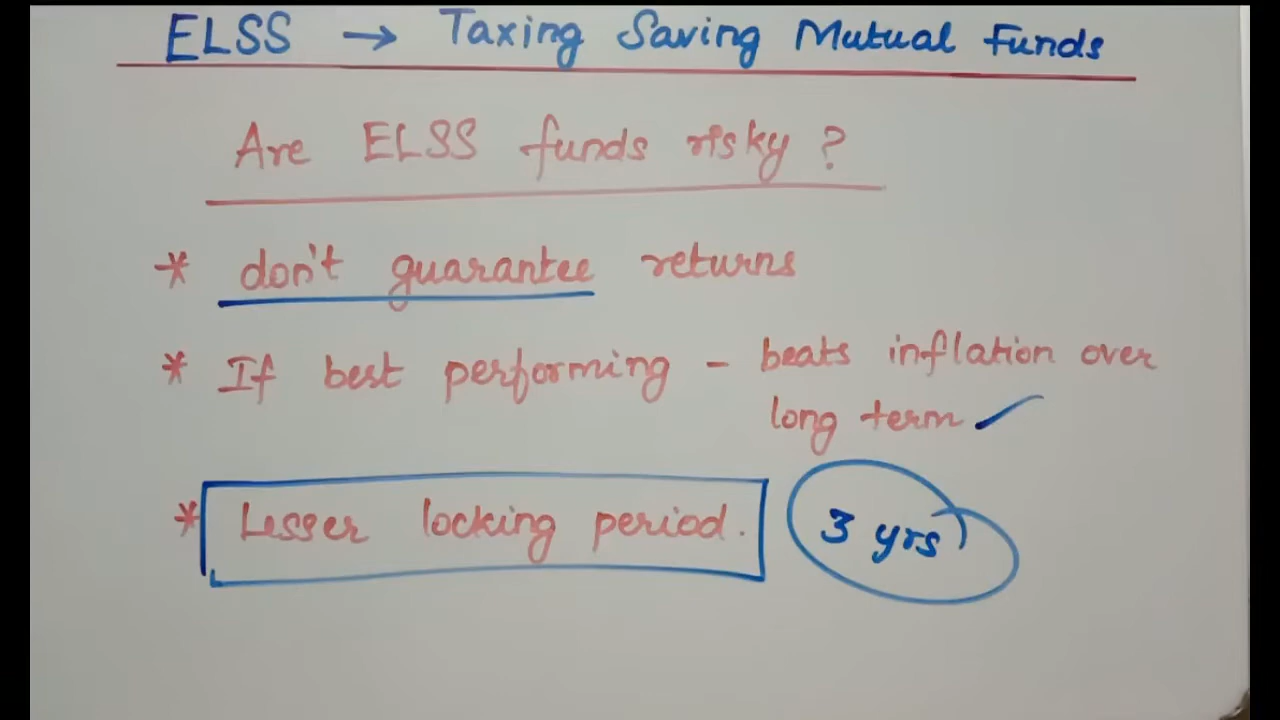 ELSS → Taxing Saving Mutual Funds
Are ELSS funds risky ?
* don't guarantee returns
* If best performing - beats inflation over
long term ✓
* Lesser locking period. 3 yrs